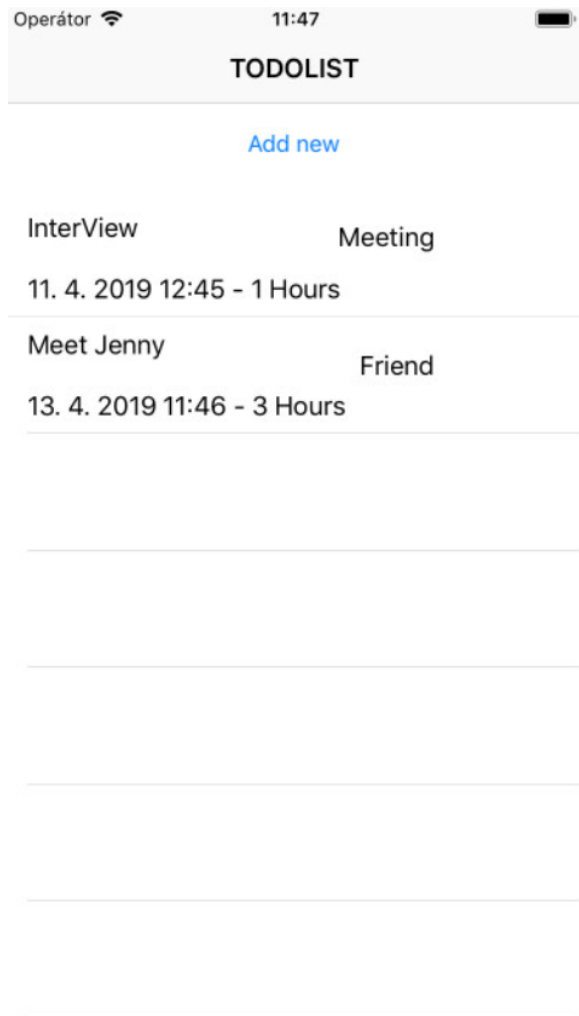 Operátor 11:47
TODOLIST
Add new
InterView
Meeting
11. 4. 2019 12:45 - 1 Hours
Meet Jenny
Friend
13. 4. 2019 11:46 - 3 Hours